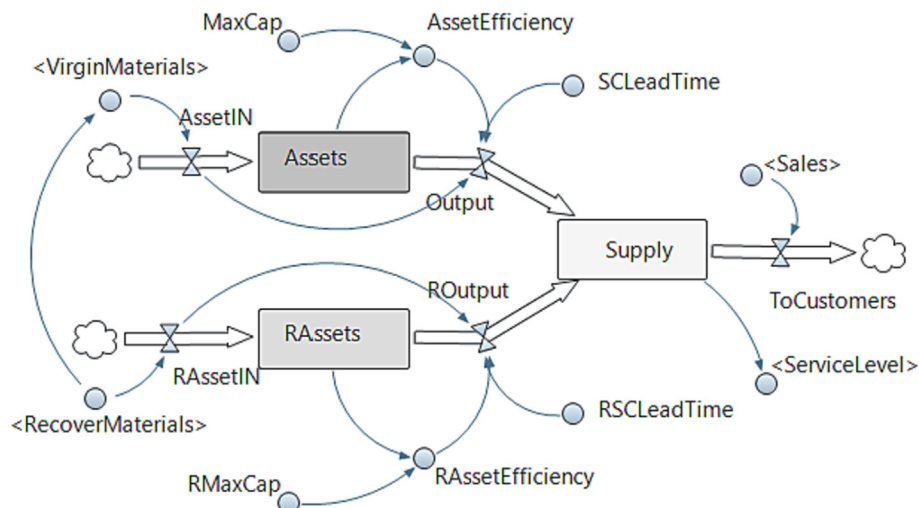 MaxCap
AssetEfficiency
<VirginMaterials>
SCLeadTime
AssetIN
Assets
<Sales>
Output
Supply
ROutput
ToCustomers
RAssets
RAssetIN
<ServiceLevel>
<RecoverMaterials>
RSCLeadTime
RAssetEfficiency
RMaxCap